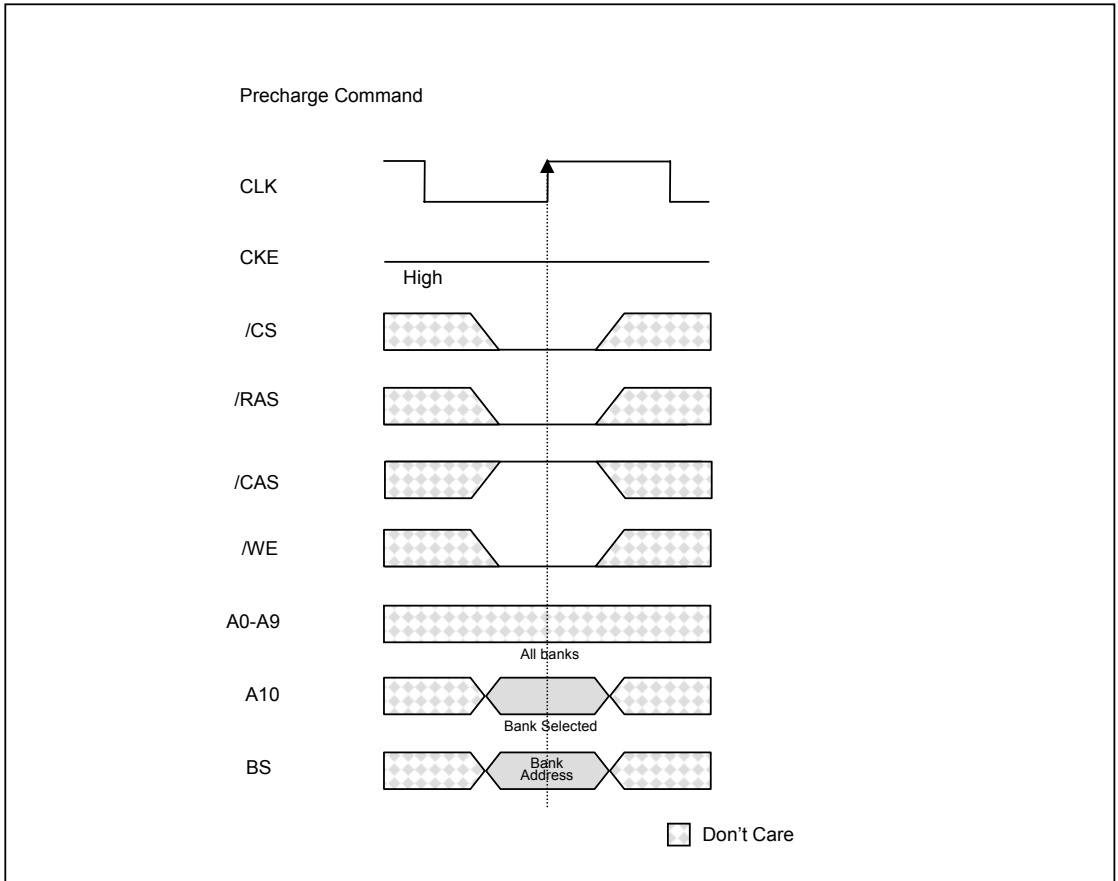 Precharge Command
CLK
CKE
High
/CS
/RAS
/CAS
/WE
A0-A9
All banks
A10
Bank Selected
BS
Bank
Address
Don't Care